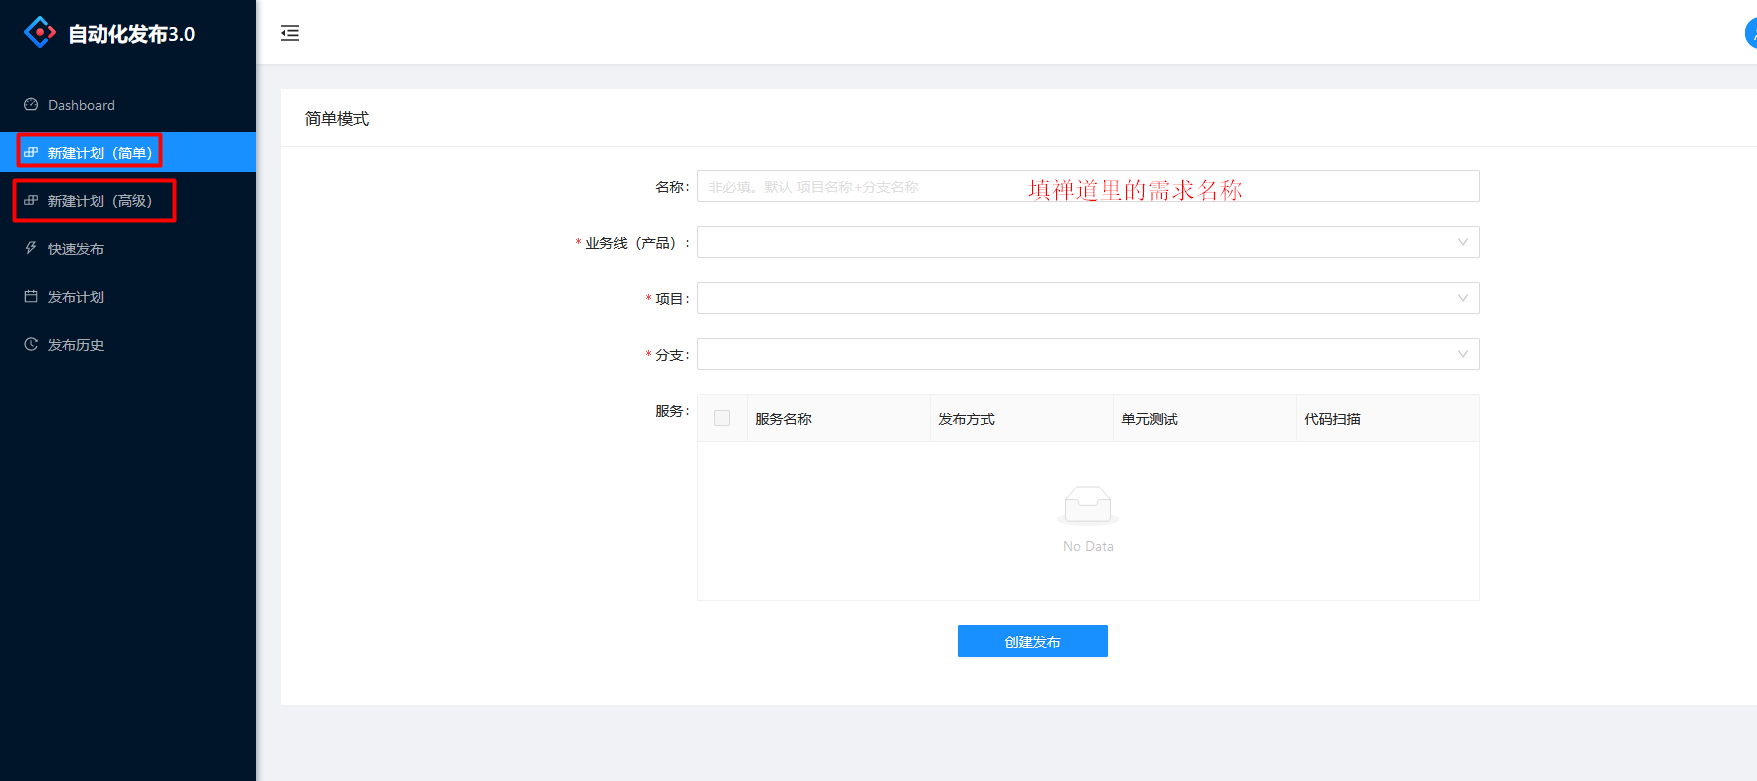 自动化发布3.0
Dashboard
新建计划（简单）
新建计划（高级）
快速发布
发布计划
发布历史
简单模式
名称：
非必填。默认 项目名称+分支名称
填禅道里的需求名称
* 业务线（产品）：
* 项目：
* 分支：
服务：
服务名称 发布方式 单元测试 代码扫描
No Data
创建发布